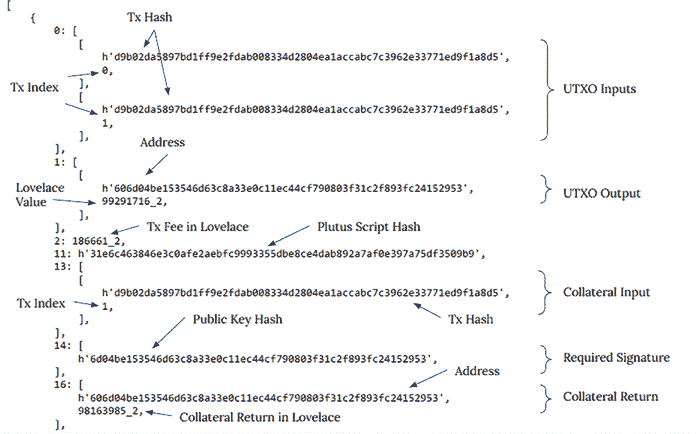 [
{
Tx Hash
0: [
[
h'd9b02da5897bd1ff9e2fdab008334d2804ea1accabc7c3962e33771ed9f1a8d5',
0,
],
Tx Index
[
h'd9b02da5897bd1ff9e2fdab008334d2804ea1accabc7c3962e33771ed9f1a8d5',
1,
],
],
UTXO Inputs
Address
1: [
[
h'606d04be153546d63c8a33e0c11ec44cf790803f31c2f893fc24152953',
Lovelace
Value
99291716_2,
],
],
UTXO Output
Tx Fee in Lovelace
Plutus Script Hash
2: 186661_2,
11: h'31e6c463846e3c0afe2aebfc9993355dbe8ce4dab892a7af0e397a75df3509b9',
13: [
[
h'd9b02da5897bd1ff9e2fdab008334d2804ea1accabc7c3962e33771ed9f1a8d5',
Tx Index
1,
],
],
Collateral Input
Public Key Hash
Tx Hash
14: [
h'6d04be153546d63c8a33e0c11ec44cf790803f31c2f893fc24152953',
],
Required Signature
Address
16: [
h'606d04be153546d63c8a33e0c11ec44cf790803f31c2f893fc24152953',
98163985_2,
],
Collateral Return
Collateral Return in Lovelace